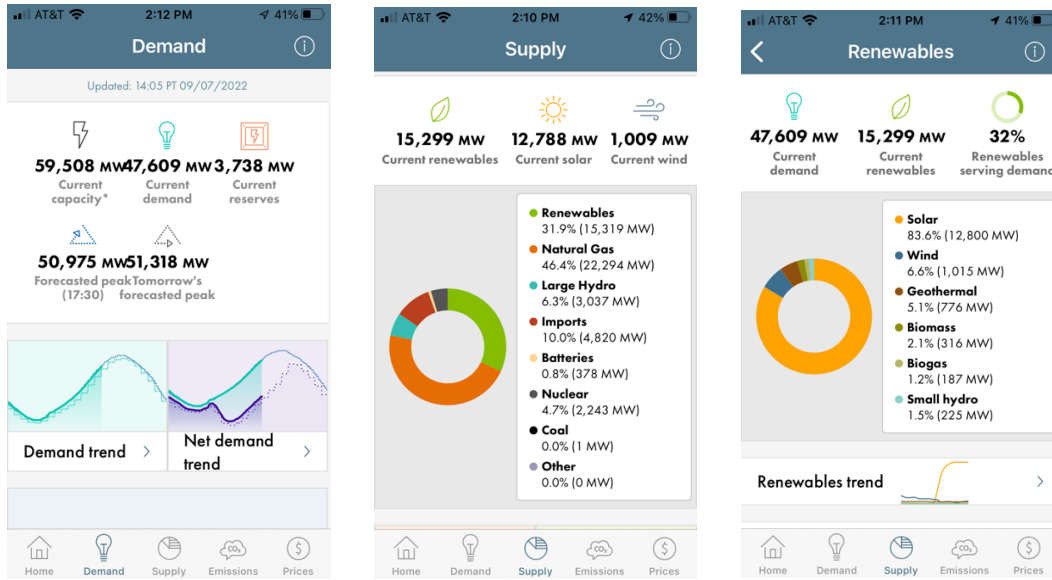 AT&T 2:12 PM 41%
Demand
Updated: 14:05 PT 09/07/2022
59,508 MW 47,609 MW 3,738 MW
Current capacity* Current demand Current reserves
50,975 MW 51,318 MW
Forecasted peak (17:30) Tomorrow's forecasted peak
Demand trend
Net demand trend
Home Demand Supply Emissions Prices
AT&T 2:10 PM 42%
Supply
15,299 MW 12,788 MW 1,009 MW
Current renewables Current solar Current wind
Renewables
31.9% (15,319 MW)
Natural Gas
46.4% (22,294 MW)
Large Hydro
6.3% (3,037 MW)
Imports
10.0% (4,820 MW)
Batteries
0.8% (378 MW)
Nuclear
4.7% (2,243 MW)
Coal
0.0% (1 MW)
Other
0.0% (0 MW)
Home Demand Supply CO₂ Emissions Prices
AT&T 2:11 PM 41%
Renewables
47,609 MW 15,299 MW 32%
Current demand Current renewables Renewables serving demand
Solar
83.6% (12,800 MW)
Wind
6.6% (1,015 MW)
Geothermal
5.1% (776 MW)
Biomass
2.1% (316 MW)
Biogas
1.2% (187 MW)
Small hydro
1.5% (225 MW)
Renewables trend
Home Demand Supply Emissions Prices